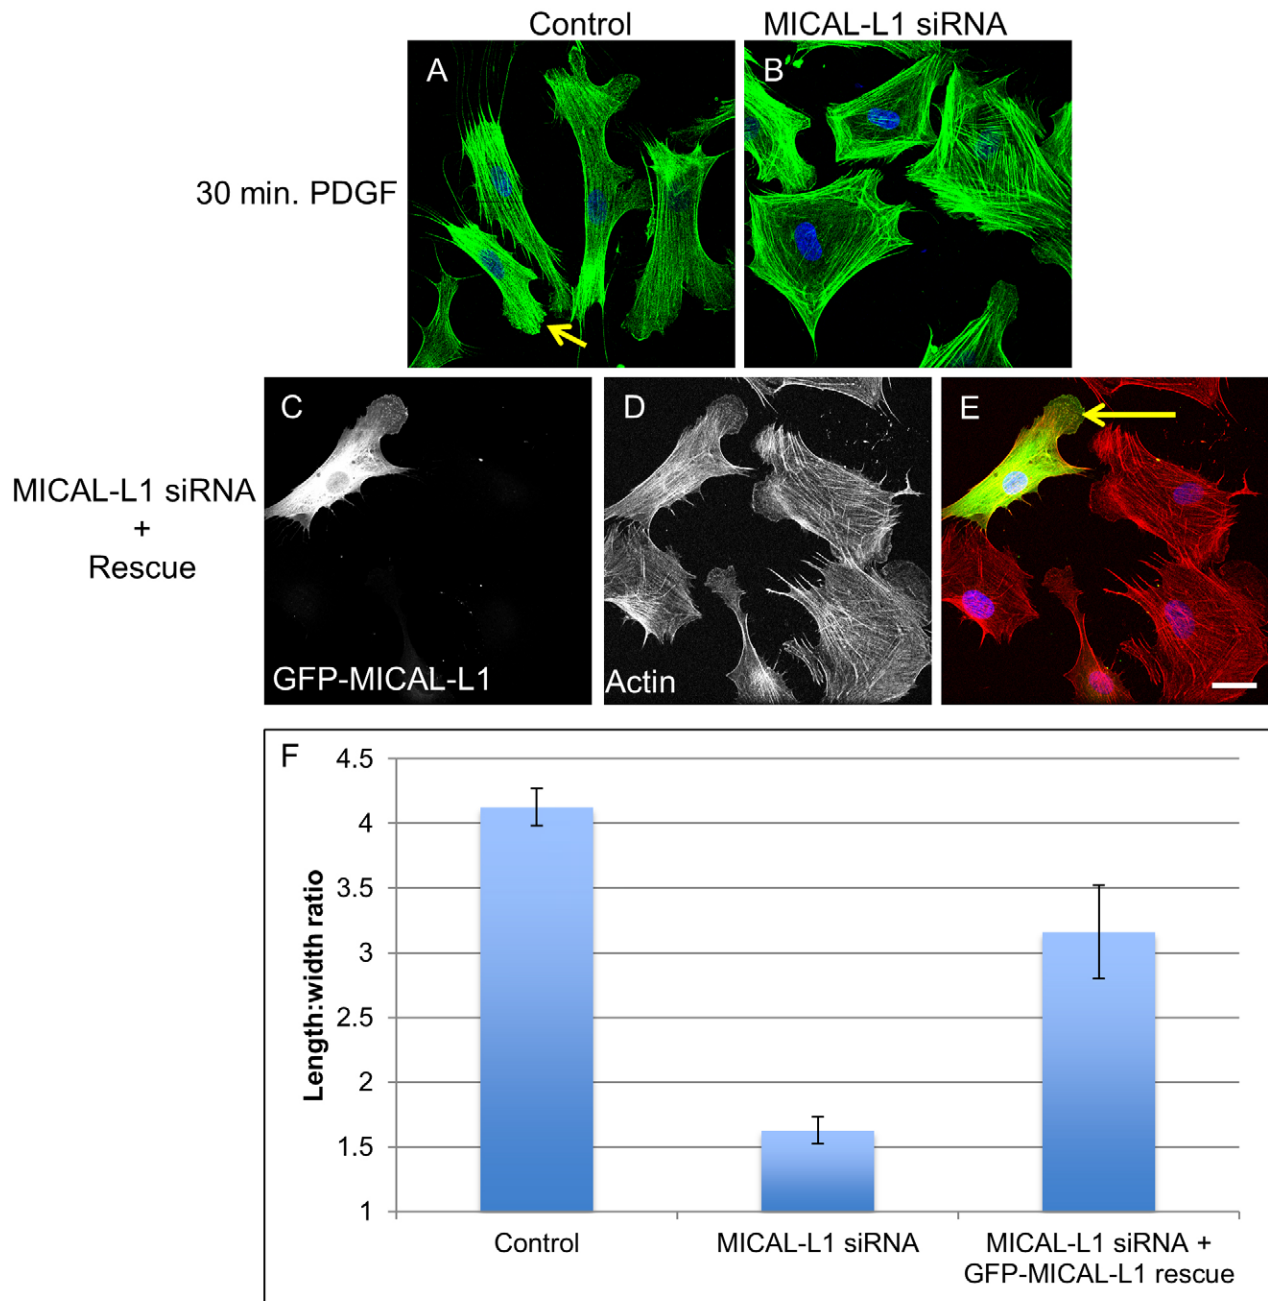 Control
MICAL-L1 siRNA
A
B
30 min. PDGF
C
D
E
MICAL-L1 siRNA
+
Rescue
GFP-MICAL-L1
Actin
F
4.5
4
3.5
3
2.5
2
1.5
1
Length:width ratio
Control
MICAL-L1 siRNA
MICAL-L1 siRNA +
GFP-MICAL-L1 rescue